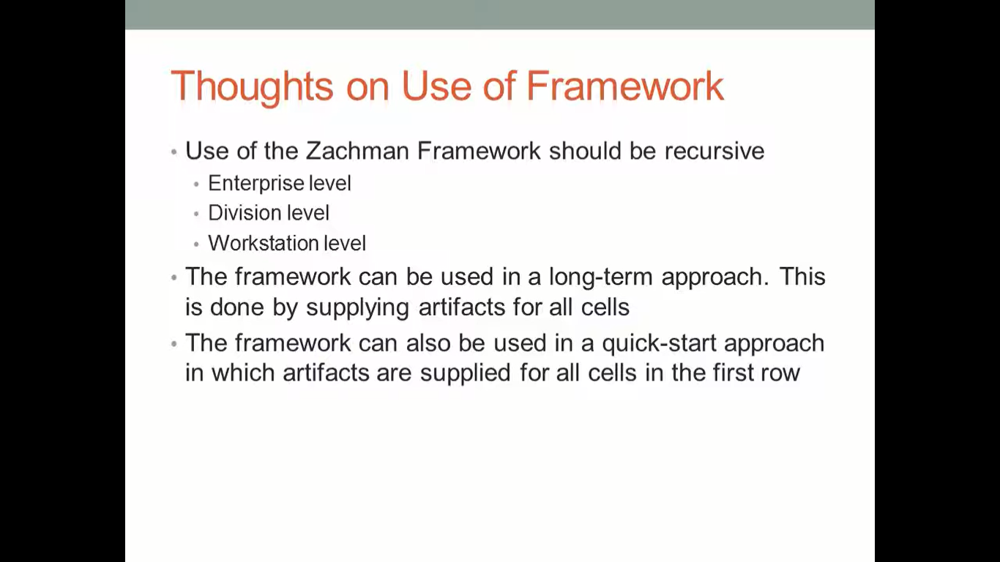 Thoughts on Use of Framework
• Use of the Zachman Framework should be recursive
• Enterprise level
• Division level
• Workstation level
• The framework can be used in a long-term approach. This
is done by supplying artifacts for all cells
• The framework can also be used in a quick-start approach
in which artifacts are supplied for all cells in the first row